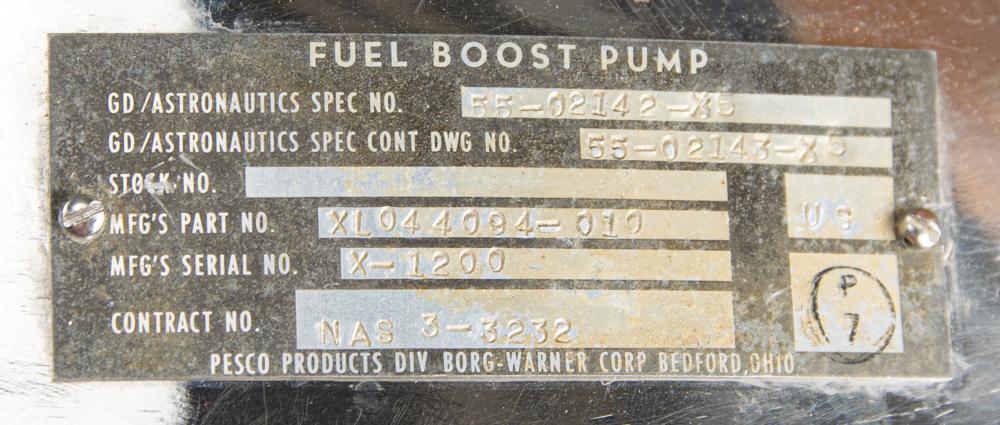 FUEL BOOST PUMP
GD/ASTRONAUTICS SPEC NO. 55-02142-X5
GD/ASTRONAUTICS SPEC CONT DWG NO. 55-02143-X5
STOCK NO.
MFG'S PART NO. XL044094-010 US
MFG'S SERIAL NO. X-1200
P
7
CONTRACT NO. NAS 3-3232
PESCO PRODUCTS DIV BORG-WARNER CORP BEDFORD, OHIO